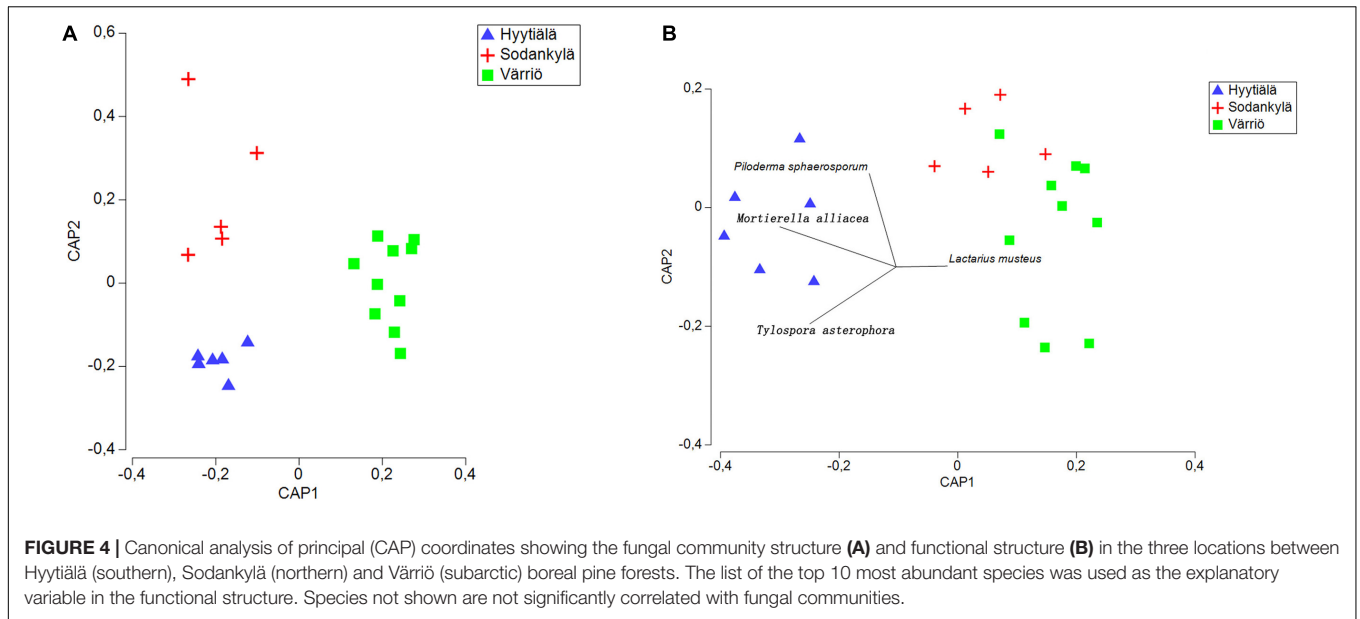 A
Hyytiälä
Sodankylä
Värriö
0,6
0,4
0,2
0
-0,2
-0,4
CAP2
-0,4
-0,2
0
0,2
0,4
CAP1
B
Hyytiälä
Sodankylä
Värriö
0,2
0
-0,2
-0,4
CAP2
Piloderma sphaerosporum
Mortierella alliacea
Lactarius musteus
Tylospora asterophora
-0,4
-0,2
0
0,2
0,4
CAP1
FIGURE 4 | Canonical analysis of principal (CAP) coordinates showing the fungal community structure (A) and functional structure (B) in the three locations between
Hyytiälä (southern), Sodankylä (northern) and Värriö (subarctic) boreal pine forests. The list of the top 10 most abundant species was used as the explanatory
variable in the functional structure. Species not shown are not significantly correlated with fungal communities.